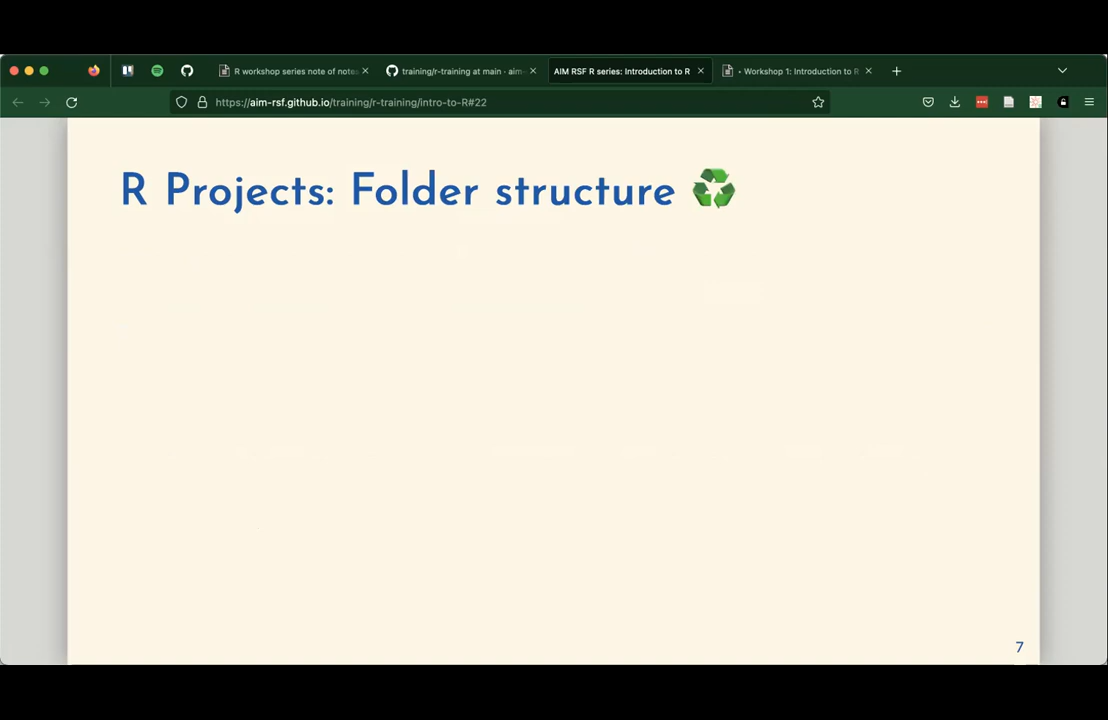 R workshop series note of note
training/r-training at main · aim-
AIM RSF R series: Introduction to R
• Workshop 1: Introduction to R
https://aim-rsf.github.io/training/r-training/intro-to-R#22
R Projects: Folder structure
7